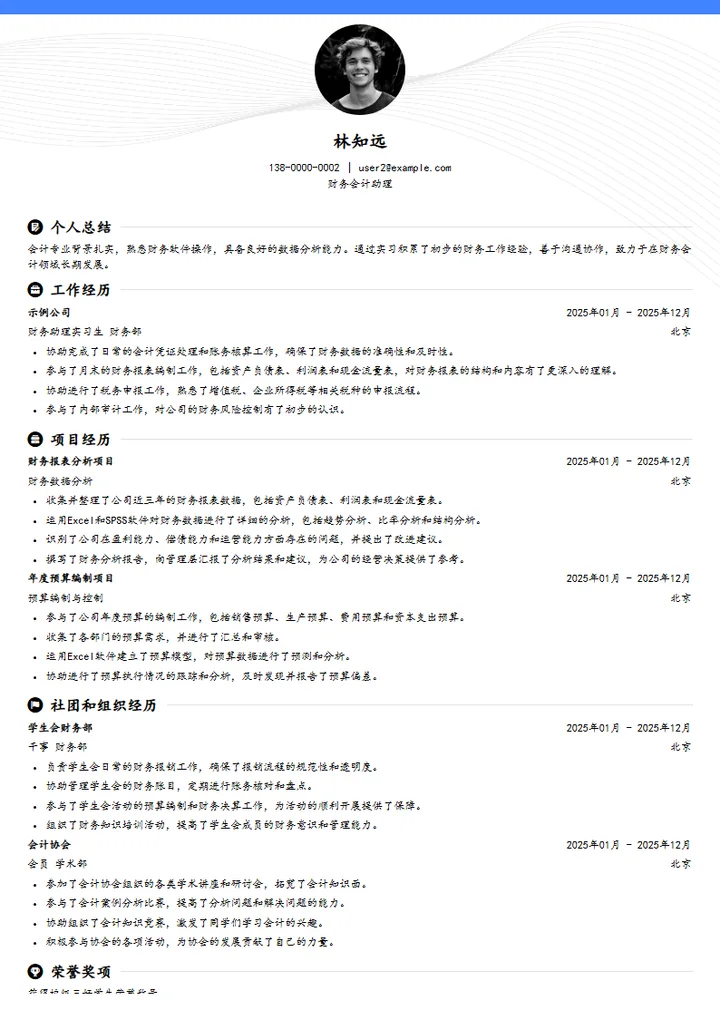 林知远
138-0000-0002 | user2@example.com
财务会计助理
个人总结
会计专业背景扎实，熟悉财务软件操作，具备良好的数据分析能力。通过实习积累了初步的财务工作经验，善于沟通协作，致力于在财务会
计领域长期发展。
工作经历
示例公司 2025年01月 - 2025年12月
财务助理实习生 财务部 北京
• 协助完成了日常的会计凭证处理和账务核算工作，确保了财务数据的准确性和及时性。
• 参与了月末的财务报表编制工作，包括资产负债表、利润表和现金流量表，对财务报表的结构和内容有了更深入的理解。
• 协助进行了税务申报工作，熟悉了增值税、企业所得税等相关税种的申报流程。
• 参与了内部审计工作，对公司的财务风险控制有了初步的认识。
项目经历
财务报表分析项目 2025年01月 - 2025年12月
财务数据分析 北京
• 收集并整理了公司近三年的财务报表数据，包括资产负债表、利润表和现金流量表。
• 运用Excel和SPSS软件对财务数据进行了详细的分析，包括趋势分析、比率分析和结构分析。
• 识别了公司在盈利能力、偿债能力和运营能力方面存在的问题，并提出了改进建议。
• 撰写了财务分析报告，向管理层汇报了分析结果和建议，为公司的经营决策提供了参考。
年度预算编制项目 2025年01月 - 2025年12月
预算编制与控制 北京
• 参与了公司年度预算的编制工作，包括销售预算、生产预算、费用预算和资本支出预算。
• 收集了各部门的预算需求，并进行了汇总和审核。
• 运用Excel软件建立了预算模型，对预算数据进行了预测和分析。
• 协助进行了预算执行情况的跟踪和分析，及时发现并报告了预算偏差。
社团和组织经历
学生会财务部 2025年01月 - 2025年12月
干事 财务部 北京
• 负责学生会日常的财务报销工作，确保了报销流程的规范性和透明度。
• 协助管理学生会的财务账目，定期进行账务核对和盘点。
• 参与了学生会活动的预算编制和财务决算工作，为活动的顺利开展提供了保障。
• 组织了财务知识培训活动，提高了学生会成员的财务意识和管理能力。
会计协会 2025年01月 - 2025年12月
会员 学术部 北京
• 参加了会计协会组织的各类学术讲座和研讨会，拓宽了会计知识面。
• 参与了会计案例分析比赛，提高了分析问题和解决问题的能力。
• 协助组织了会计知识竞赛，激发了同学们学习会计的兴趣。
• 积极参与协会的各项活动，为协会的发展贡献了自己的力量。
荣誉奖项